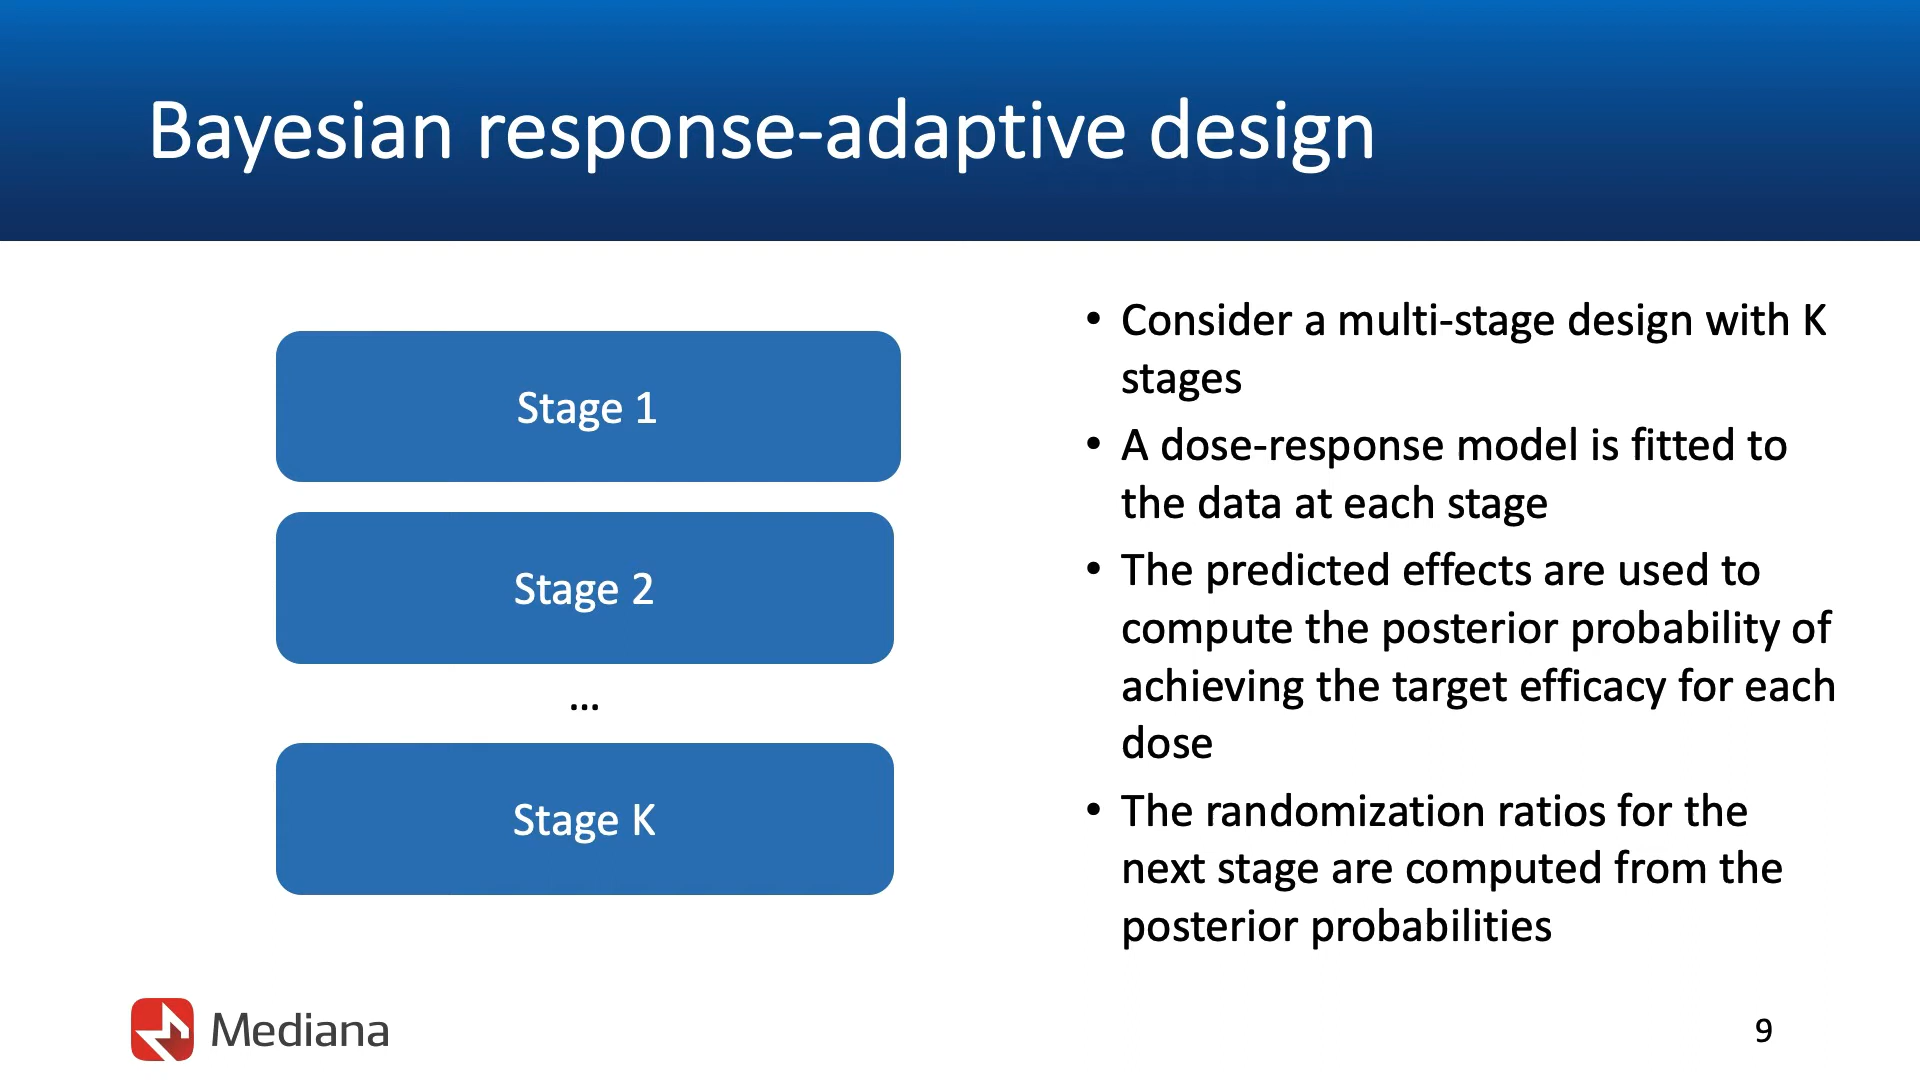 Bayesian response-adaptive design
Stage 1
Stage 2
...
Stage K
• Consider a multi-stage design with K
stages
• A dose-response model is fitted to
the data at each stage
• The predicted effects are used to
compute the posterior probability of
achieving the target efficacy for each
dose
• The randomization ratios for the
next stage are computed from the
posterior probabilities
Mediana
9